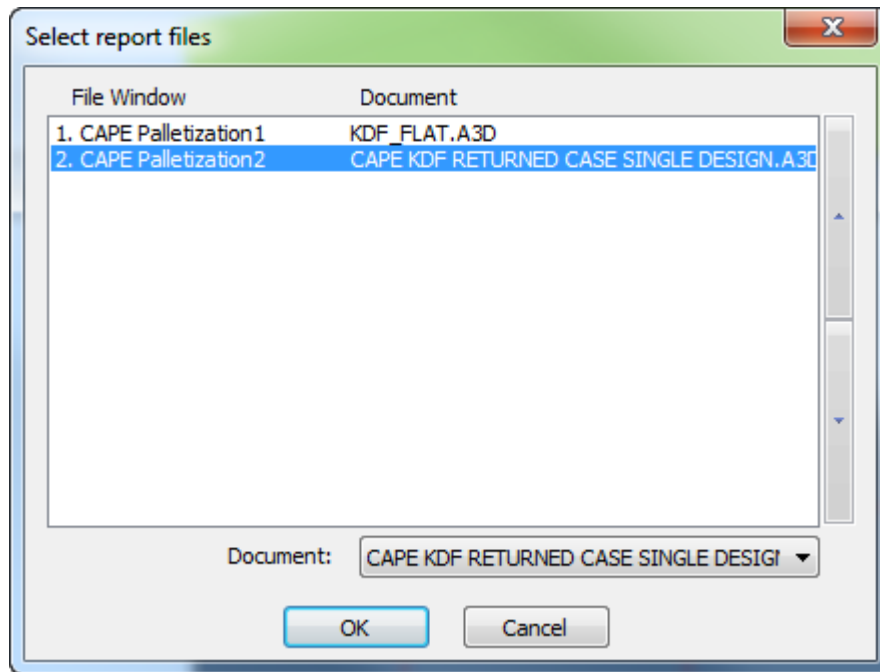 Select report files
File Window Document
1. CAPE Palletization1 KDF_FLAT.A3D
2. CAPE Palletization2 CAPE KDF RETURNED CASE SINGLE DESIGN.A3D
Document: CAPE KDF RETURNED CASE SINGLE DESIG
OK Cancel